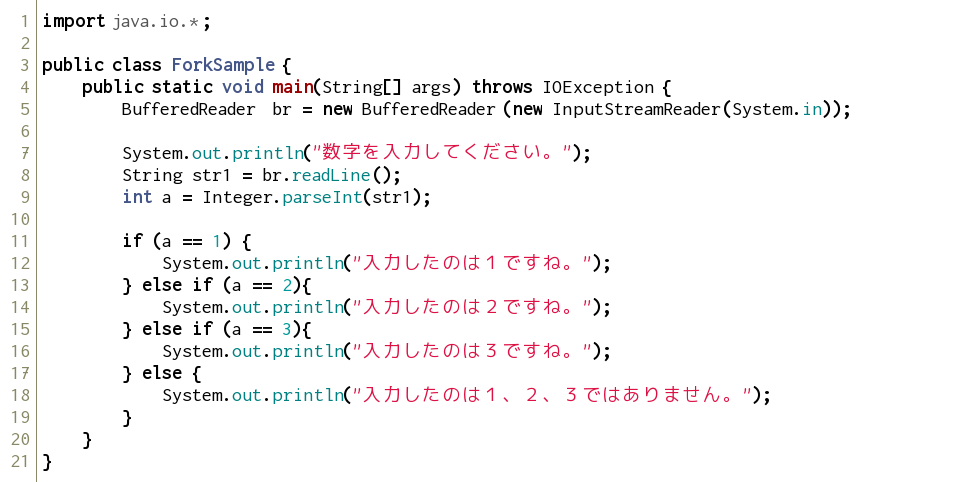 1 import java.io.*;
2
3 public class ForkSample {
4     public static void main(String[] args) throws IOException {
5         BufferedReader br = new BufferedReader(new InputStreamReader(System.in));
6
7         System.out.println("数字を入力してください。");
8         String str1 = br.readLine();
9         int a = Integer.parseInt(str1);
10
11         if (a == 1) {
12             System.out.println("入力したのは１ですね。");
13         } else if (a == 2){
14             System.out.println("入力したのは２ですね。");
15         } else if (a == 3){
16             System.out.println("入力したのは３ですね。");
17         } else {
18             System.out.println("入力したのは１、２、３ではありません。");
19         }
20     }
21 }